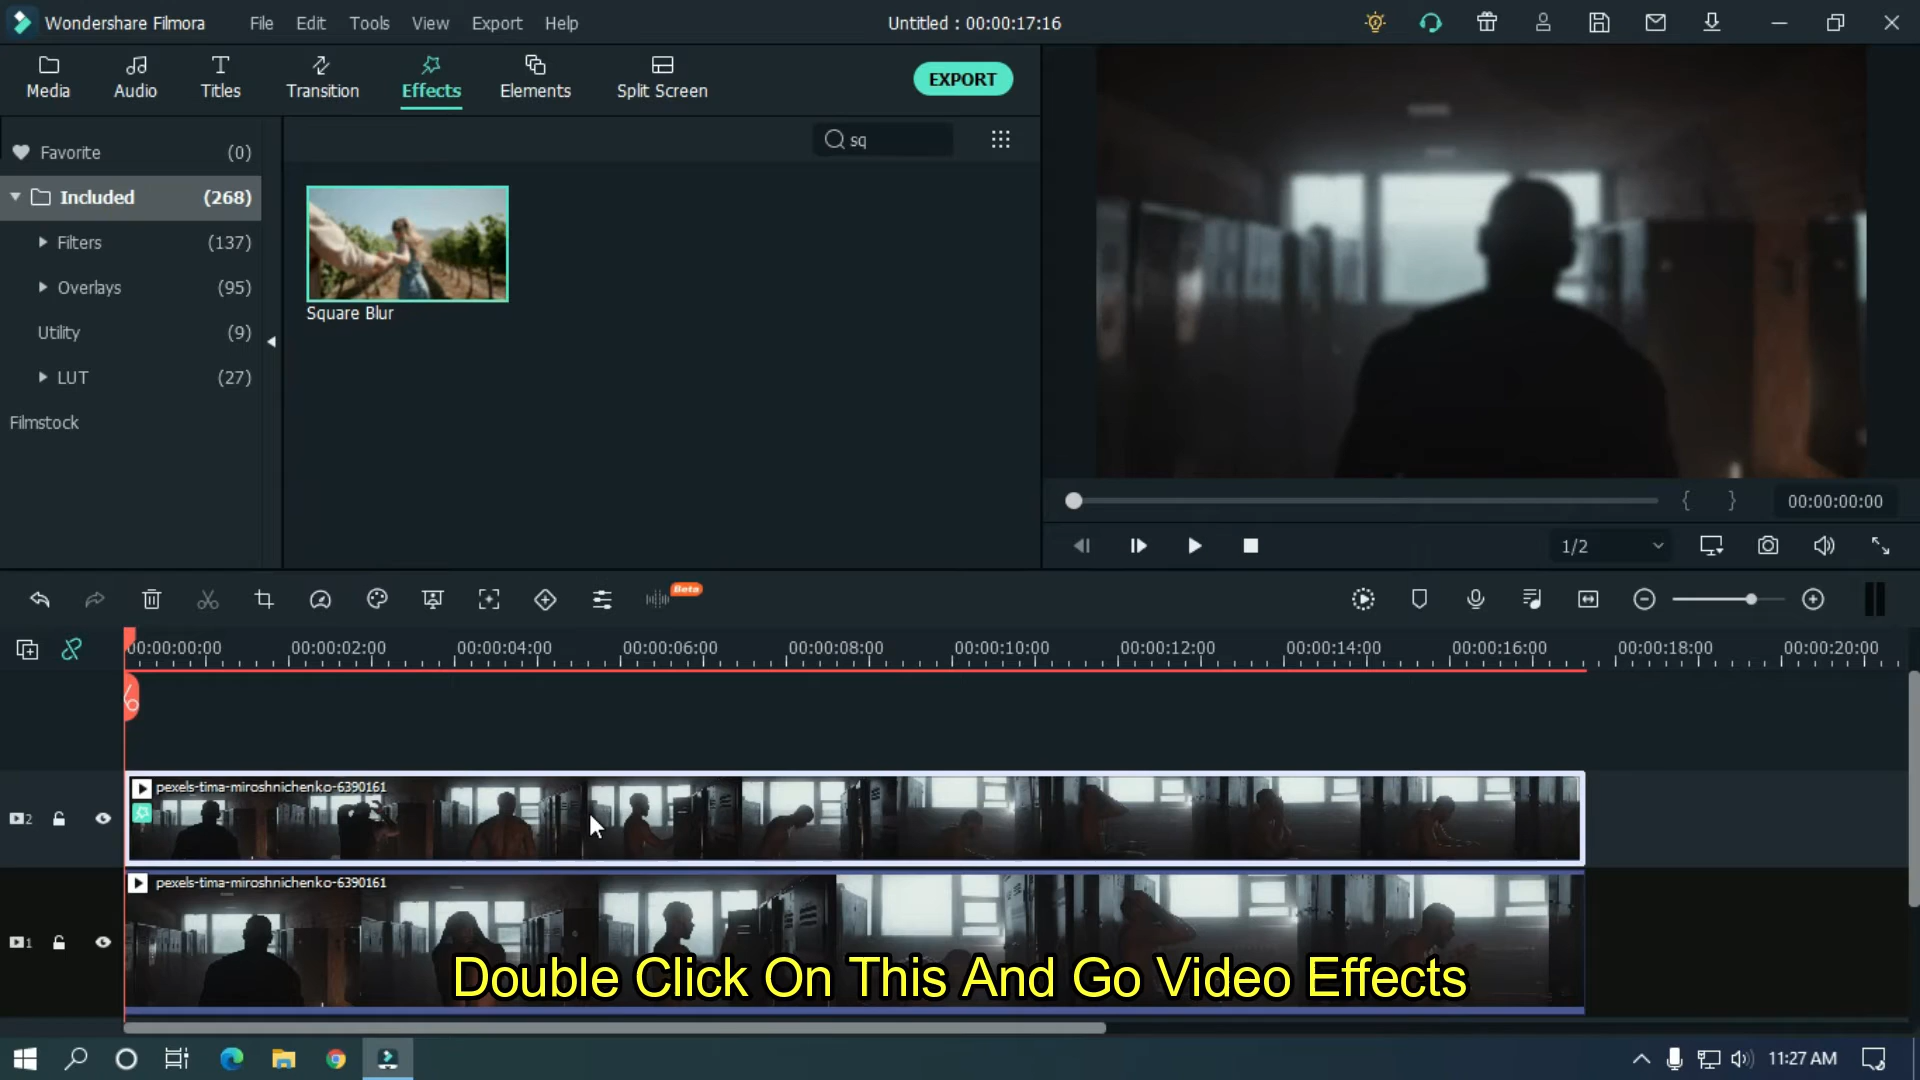 Wondershare Filmora
File Edit Tools View Export Help
Untitled : 00:00:17:16
Media Audio Titles Transition Effects Elements Split Screen
EXPORT
Favorite (0)
sq
Included (268)
Filters (137)
Overlays (95)
Utility (9)
LUT (27)
Filmstock
Square Blur
{ } 00:00:00:00
1/2
Beta
00:00:00:00 00:00:02:00 00:00:04:00 00:00:06:00 00:00:08:00 00:00:10:00 00:00:12:00 00:00:14:00 00:00:16:00 00:00:18:00 00:00:20:00
pexels-tima-miroshnichenko-6390161
2
pexels-tima-miroshnichenko-6390161
1
Double Click On This And Go Video Effects
11:27 AM